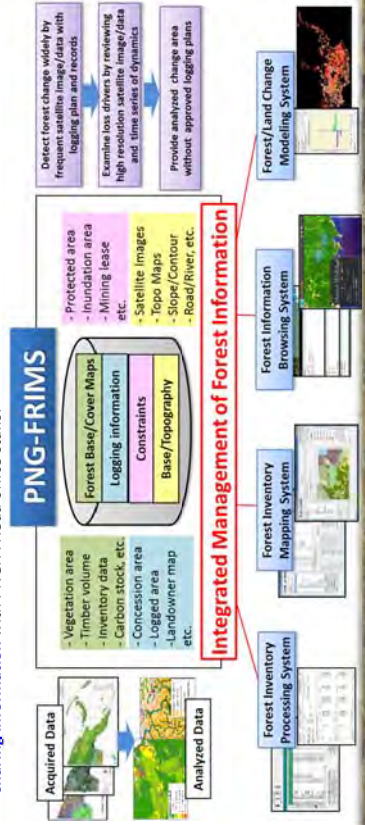 PNG-FRIMS
Acquired Data
Analyzed Data
- Vegetation area
- Timber volume
- Inventory data
- Carbon stock, etc.
- Concession area
- Logged area
-Landowner map
etc.
Forest Base/Cover Maps
Logging information
Constraints
Base/Topography
- Protected area
- Inundation area
- Mining lease
etc.
- Satellite Images
- Topo Maps
- Slope/Contour
- Road/River, etc.
Detect forest change widely by
frequent satellite image/data with
logging plan and records
Examine loss drivers by reviewing
high resolution satellite image/data
and time series of dynamics
Provide analyzed change area
without approved logging plans
Integrated Management of Forest Information
Forest Inventory
Processing System
Forest Inventory
Mapping System
Forest Information
Browsing System
Forest/Land Change
Modeling System